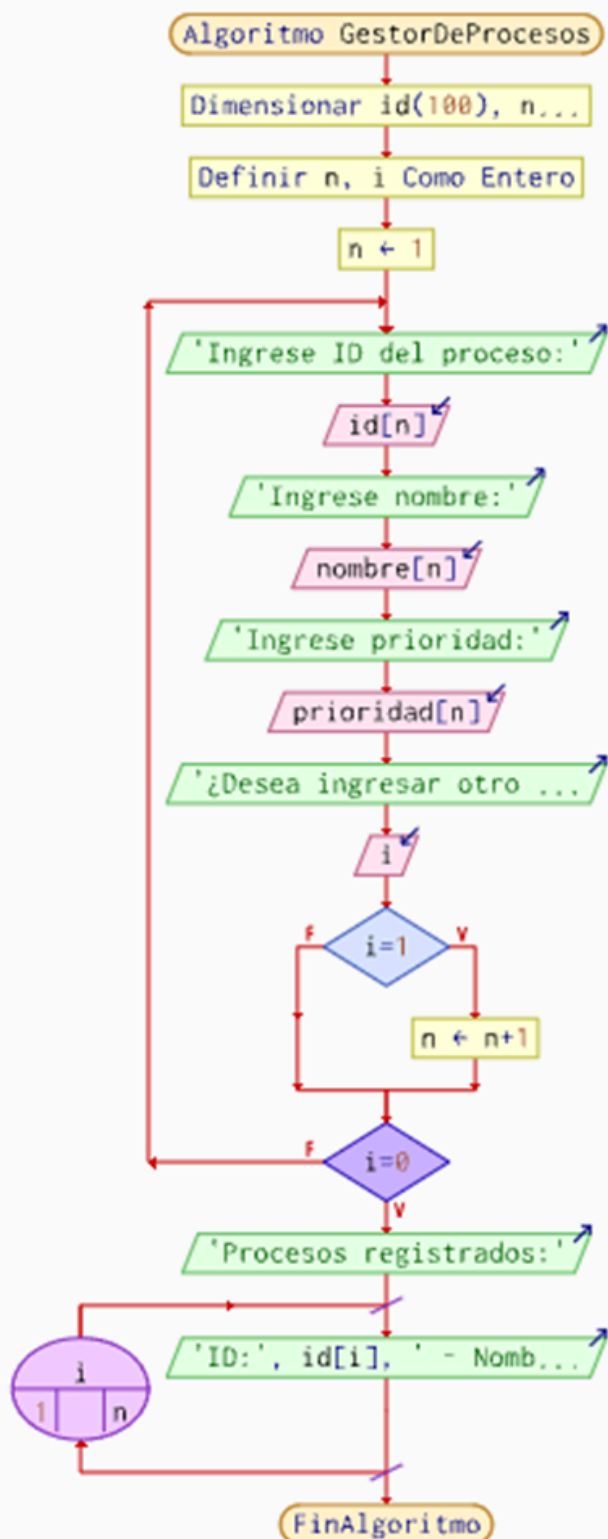 Algoritmo GestorDeProcesos
Dimensionar id(100), n...
Definir n, i Como Entero
n ← 1
'Ingrese ID del proceso:'
id[n]
'Ingrese nombre:'
nombre[n]
'Ingrese prioridad:'
prioridad[n]
'¿Desea ingresar otro ...
i
F
i=1
V
n ← n+1
F
i=0
V
'Procesos registrados:'
i
1
n
'ID:', id[i], ' - Nomb...
FinAlgoritmo